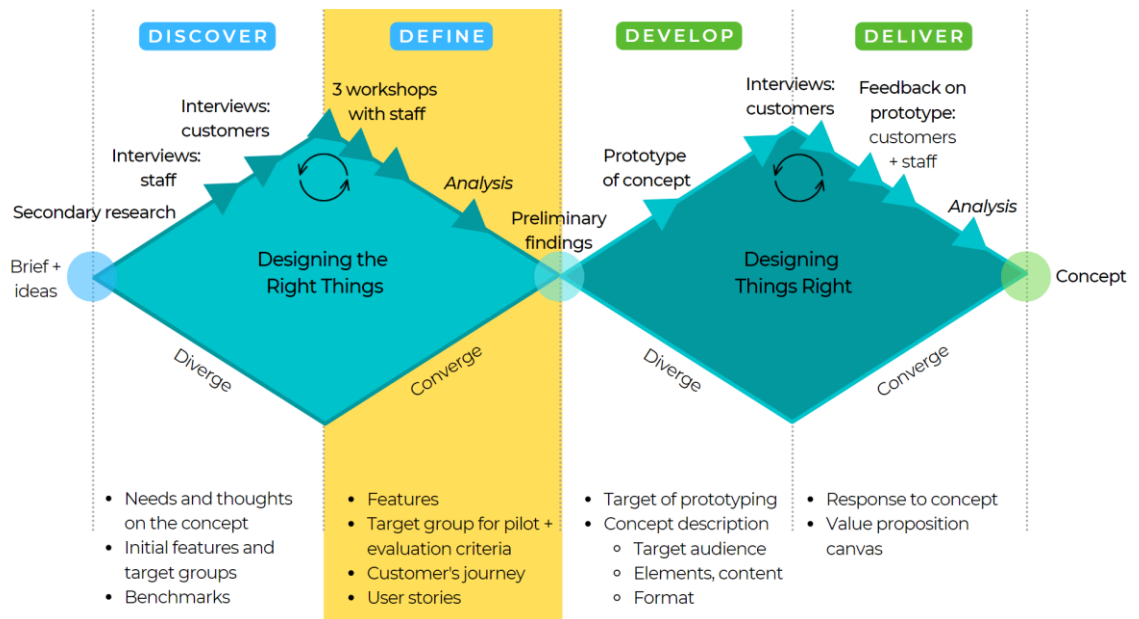 DISCOVER
DEFINE
DEVELOP
DELIVER
3 workshops
with staff
Interviews:
customers
Interviews:
staff
Secondary research
Analysis
Preliminary
findings
Brief +
ideas
Designing the
Right Things
Diverge
Converge
Interviews:
customers
Feedback on
prototype:
customers
+ staff
Prototype
of concept
Analysis
Designing
Things Right
Concept
Diverge
Converge
• Needs and thoughts
on the concept
• Initial features and
target groups
• Benchmarks
• Features
• Target group for pilot +
evaluation criteria
• Customer's journey
• User stories
• Target of prototyping
• Concept description
○ Target audience
○ Elements, content
○ Format
• Response to concept
• Value proposition
canvas